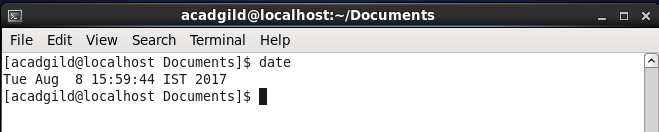 acadgild@localhost:~/Documents
File Edit View Search Terminal Help
[acadgild@localhost Documents]$ date
Tue Aug  8 15:59:44 IST 2017
[acadgild@localhost Documents]$